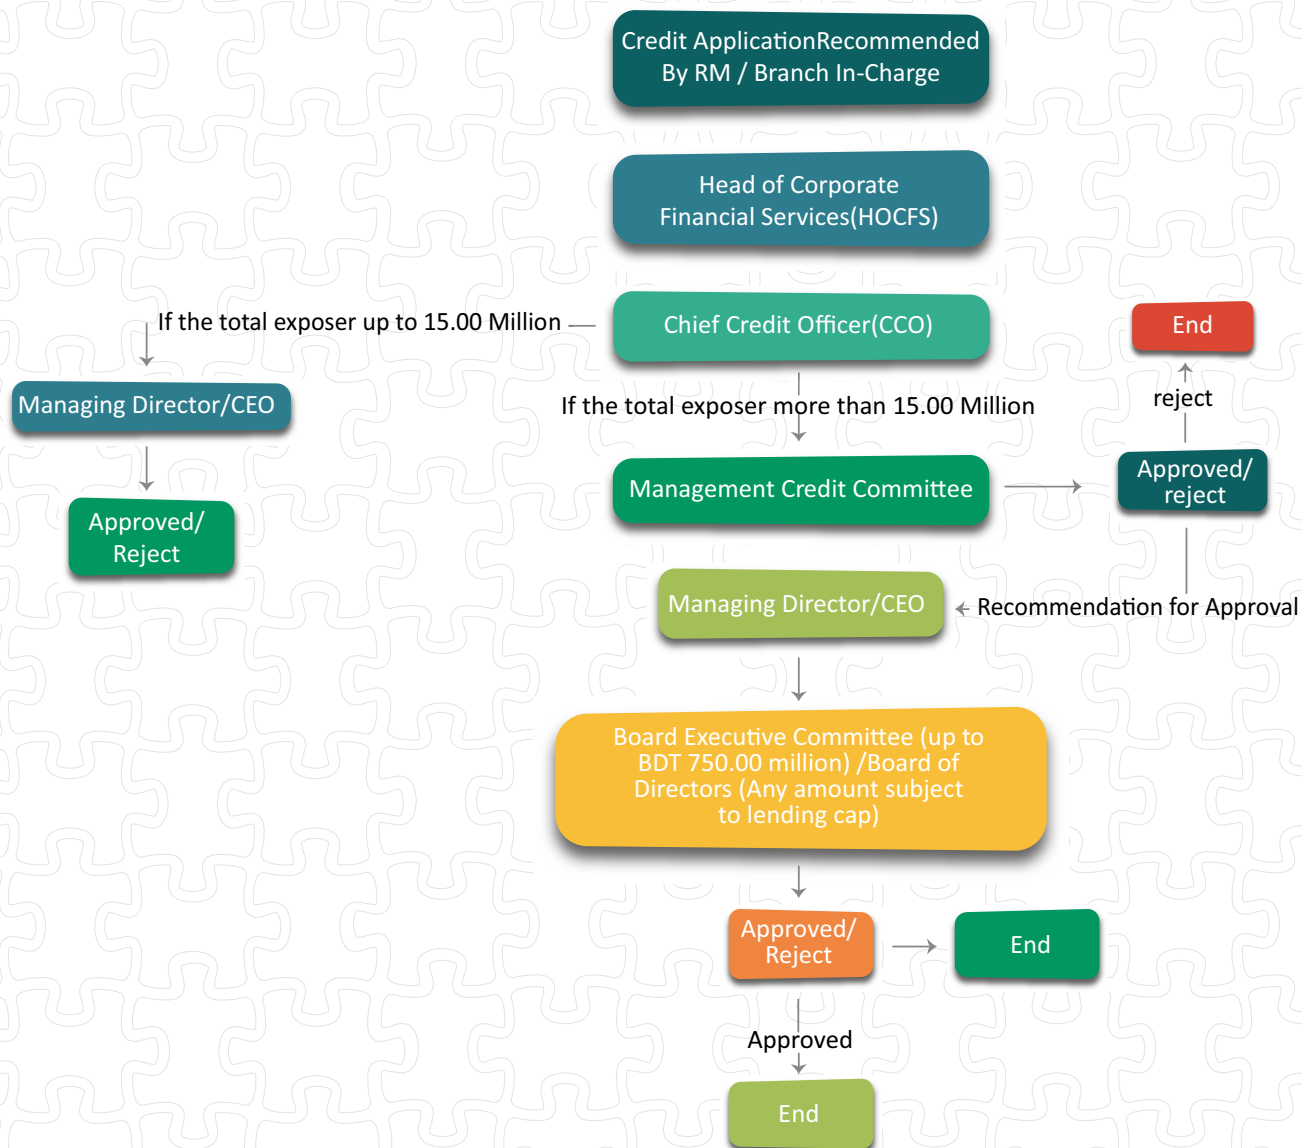 Credit ApplicationRecommended
By RM / Branch In-Charge
Head of Corporate
Financial Services(HOCFS)
If the total exposer up to 15.00 Million
Chief Credit Officer(CCO)
End
Managing Director/CEO
If the total exposer more than 15.00 Million
reject
Management Credit Committee
Approved/
reject
Approved/
Reject
Managing Director/CEO
Recommendation for Approval
Board Executive Committee (up to
BDT 750.00 million) /Board of
Directors (Any amount subject
to lending cap)
Approved/
Reject
End
Approved
End